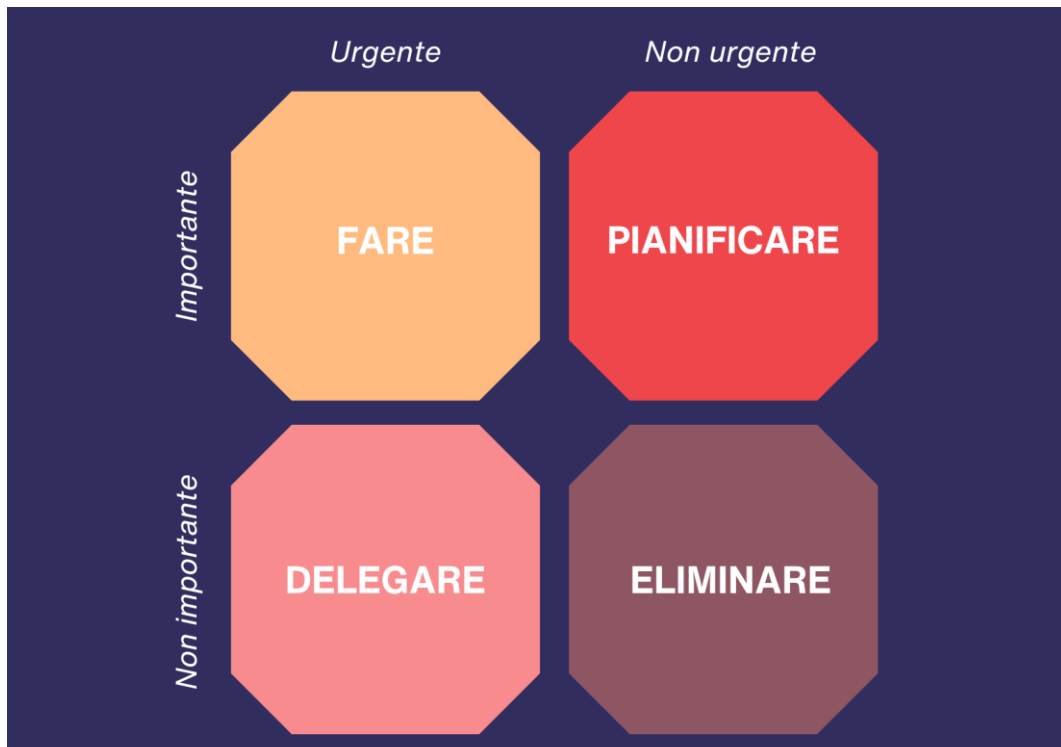 Urgente
Non urgente
Importante
FARE
PIANIFICARE
Non importante
DELEGARE
ELIMINARE